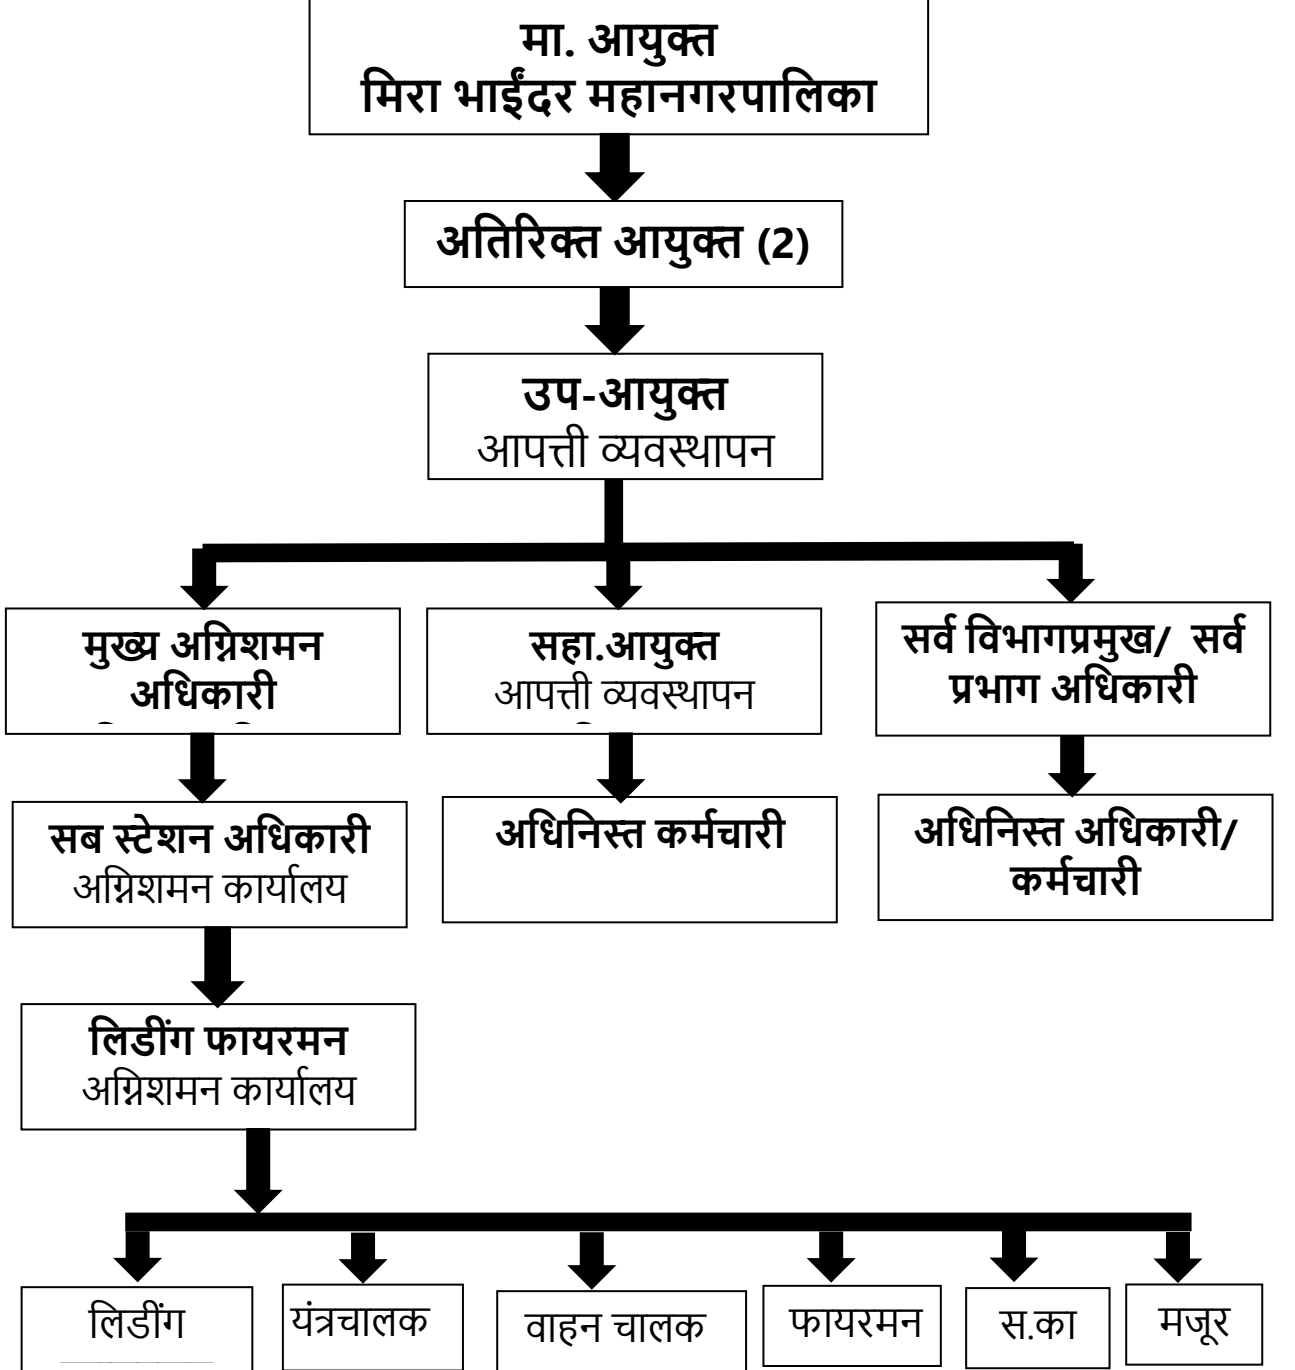 मा. आयुक्त
मिरा भाईंदर महानगरपालिका
अतिरिक्त आयुक्त (2)
उप-आयुक्त
आपत्ती व्यवस्थापन
मुख्य अग्निशमन
अधिकारी
सहा.आयुक्त
आपत्ती व्यवस्थापन
सर्व विभागप्रमुख/ सर्व
प्रभाग अधिकारी
सब स्टेशन अधिकारी
अग्निशमन कार्यालय
अधिनिस्त कर्मचारी
अधिनिस्त अधिकारी/
कर्मचारी
लिडींग फायरमन
अग्निशमन कार्यालय
लिडींग
यंत्रचालक
वाहन चालक
फायरमन
स.का
मजूर